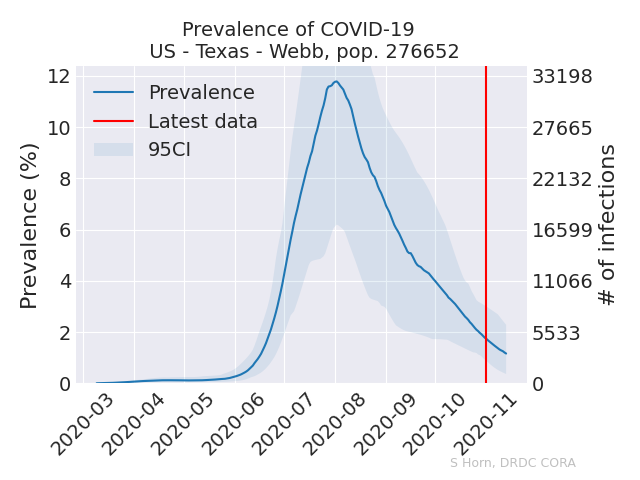 Prevalence of COVID-19
US - Texas - Webb, pop. 276652
Prevalence
Latest data
95CI
Prevalence (%)
12
10
8
6
4
2
0
33198
27665
22132
16599
11066
5533
0
# of infections
2020-03
2020-04
2020-05
2020-06
2020-07
2020-08
2020-09
2020-10
2020-11
S Horn, DRDC CORA